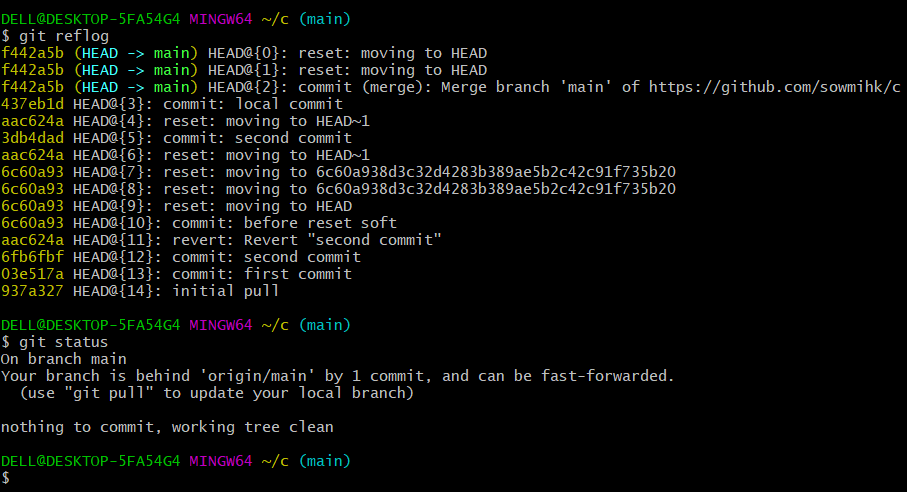 DELL@DESKTOP-5FA54G4 MINGW64 ~/c (main)
$ git reflog
f442a5b (HEAD -> main) HEAD@{0}: reset: moving to HEAD
f442a5b (HEAD -> main) HEAD@{1}: reset: moving to HEAD
f442a5b (HEAD -> main) HEAD@{2}: commit (merge): Merge branch 'main' of https://github.com/sowmihk/c
437eb1d HEAD@{3}: commit: local commit
aac624a HEAD@{4}: reset: moving to HEAD~1
3db4dad HEAD@{5}: commit: second commit
aac624a HEAD@{6}: reset: moving to HEAD~1
6c60a93 HEAD@{7}: reset: moving to 6c60a938d3c32d4283b389ae5b2c42c91f735b20
6c60a93 HEAD@{8}: reset: moving to 6c60a938d3c32d4283b389ae5b2c42c91f735b20
6c60a93 HEAD@{9}: reset: moving to HEAD
6c60a93 HEAD@{10}: commit: before reset soft
aac624a HEAD@{11}: revert: Revert "second commit"
6fb6fbf HEAD@{12}: commit: second commit
03e517a HEAD@{13}: commit: first commit
937a327 HEAD@{14}: initial pull
DELL@DESKTOP-5FA54G4 MINGW64 ~/c (main)
$ git status
On branch main
Your branch is behind 'origin/main' by 1 commit, and can be fast-forwarded.
(use "git pull" to update your local branch)
nothing to commit, working tree clean
DELL@DESKTOP-5FA54G4 MINGW64 ~/c (main)
$